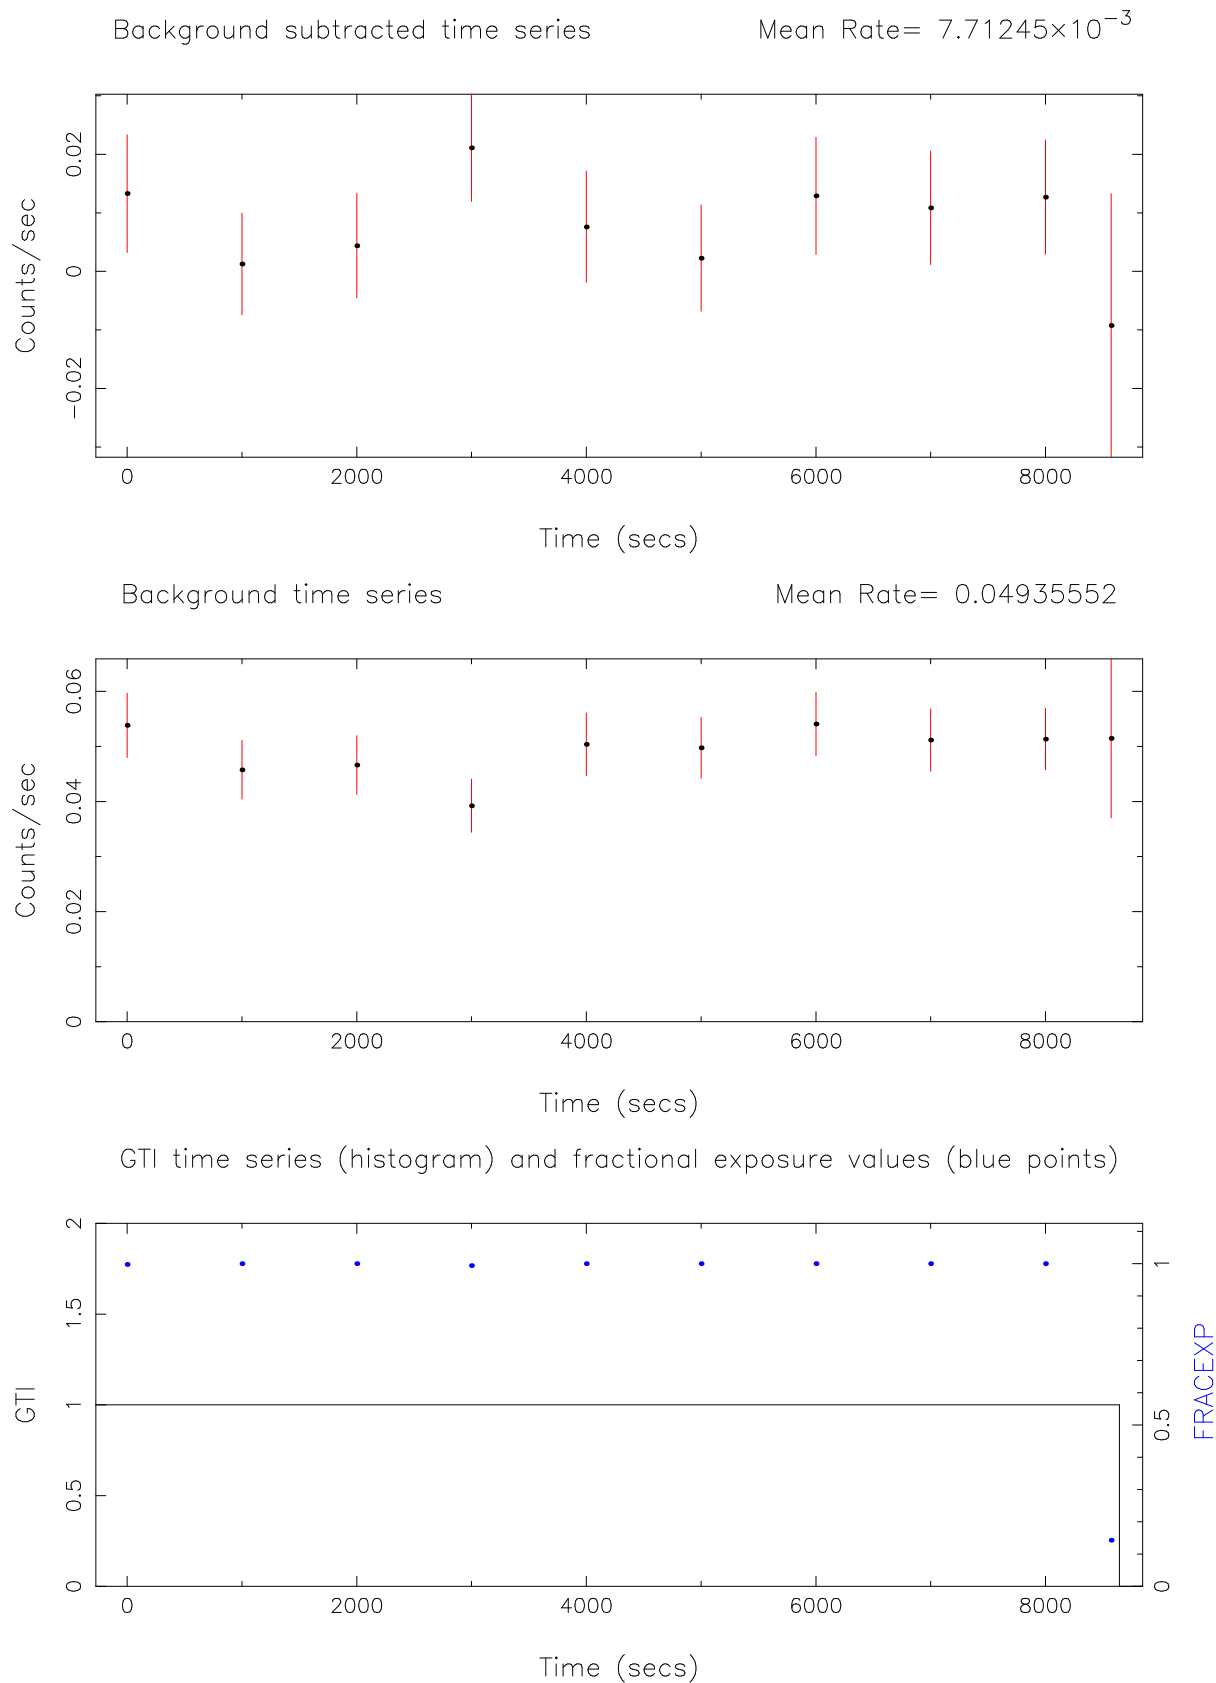 Background subtracted time series Mean Rate= 7.71245×10⁻³
0.02
0
−0.02
Counts/sec
0 2000 4000 6000 8000
Time (secs)
Background time series Mean Rate= 0.04935552
0.06
0.04
0.02
0
Counts/sec
0 2000 4000 6000 8000
Time (secs)
GTI time series (histogram) and fractional exposure values (blue points)
2
1.5
1
0.5
0
GTI
1
0.5
0
FRACEXP
0 2000 4000 6000 8000
Time (secs)